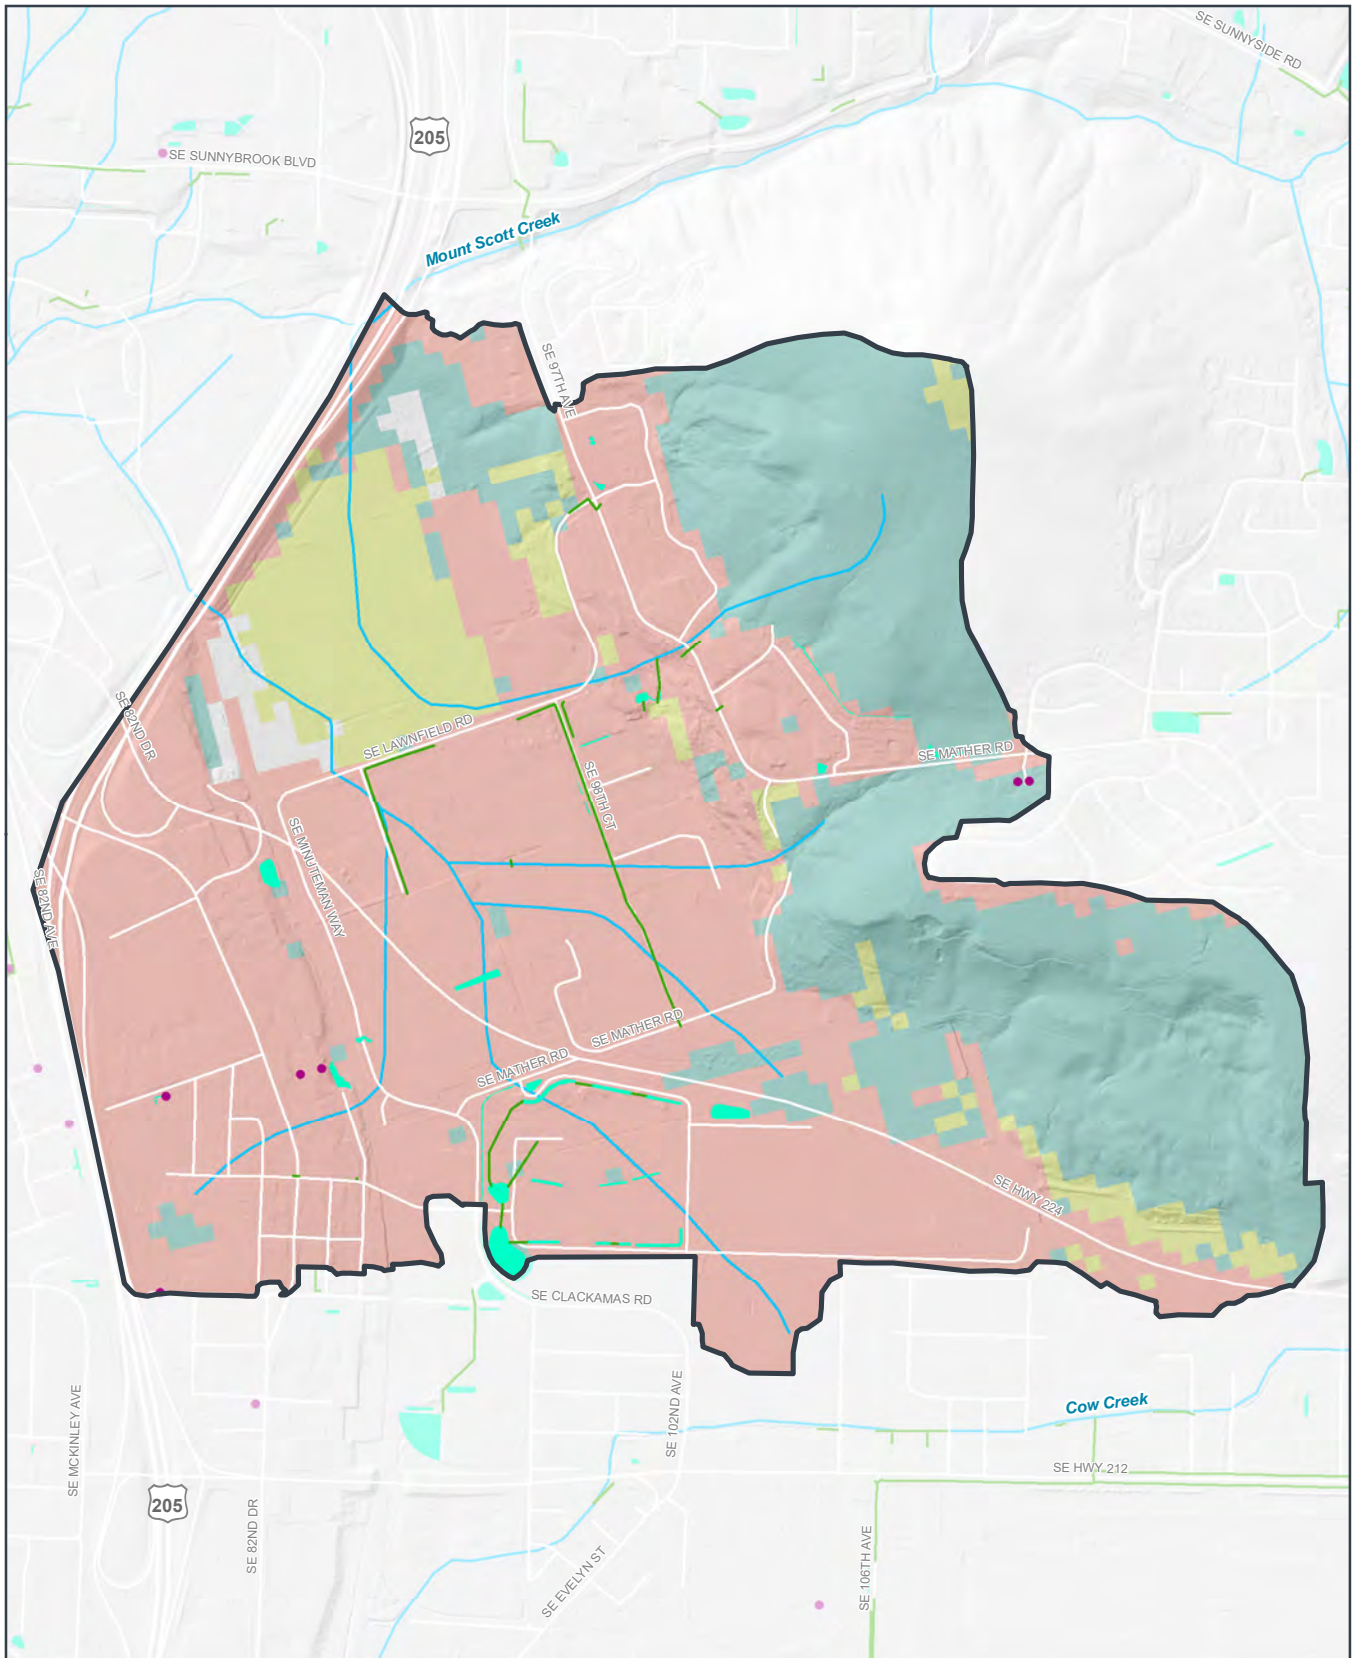 SE SUNNYSIDE RD
205
SE SUNNYBROOK BLVD
Mount Scott Creek
SE 97TH AVE
SE 82ND DR
SE LAWNFIELD RD
SE MATHER RD
SE 98TH CT
SE MINUTEMAN WAY
SE 82ND AVE
SE MATHER RD
SE MATHER RD
SE HWY 224
SE CLACKAMAS RD
SE MCKINLEY AVE
SE 102ND AVE
Cow Creek
SE HWY 212
205
SE 82ND DR
SE EVELYN ST
SE 106TH AVE